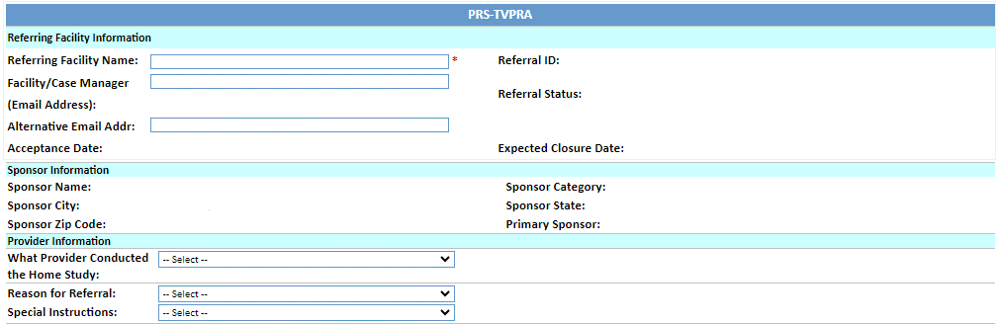 PRS-TVPRA
Referring Facility Information
Referring Facility Name: * Referral ID:
Facility/Case Manager
(Email Address):
Referral Status:
Alternative Email Addr:
Acceptance Date: Expected Closure Date:
Sponsor Information
Sponsor Name: Sponsor Category:
Sponsor City: Sponsor State:
Sponsor Zip Code: Primary Sponsor:
Provider Information
What Provider Conducted
the Home Study:
-- Select --
Reason for Referral: -- Select --
Special Instructions: -- Select --